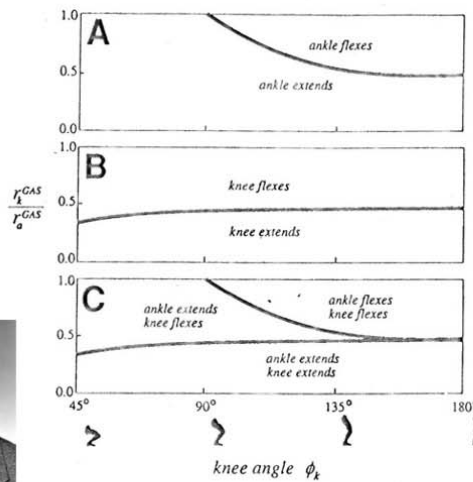 1.0
A
ankle flexes
0.5
ankle extends
0.0
1.0
B
knee flexes
r_k^GAS
r_a^GAS
0.5
knee extends
0.0
1.0
C
ankle extends
knee flexes
ankle flexes
knee flexes
0.5
ankle extends
knee extends
0.0
45° 90° 135° 180°
knee angle ϕ_k